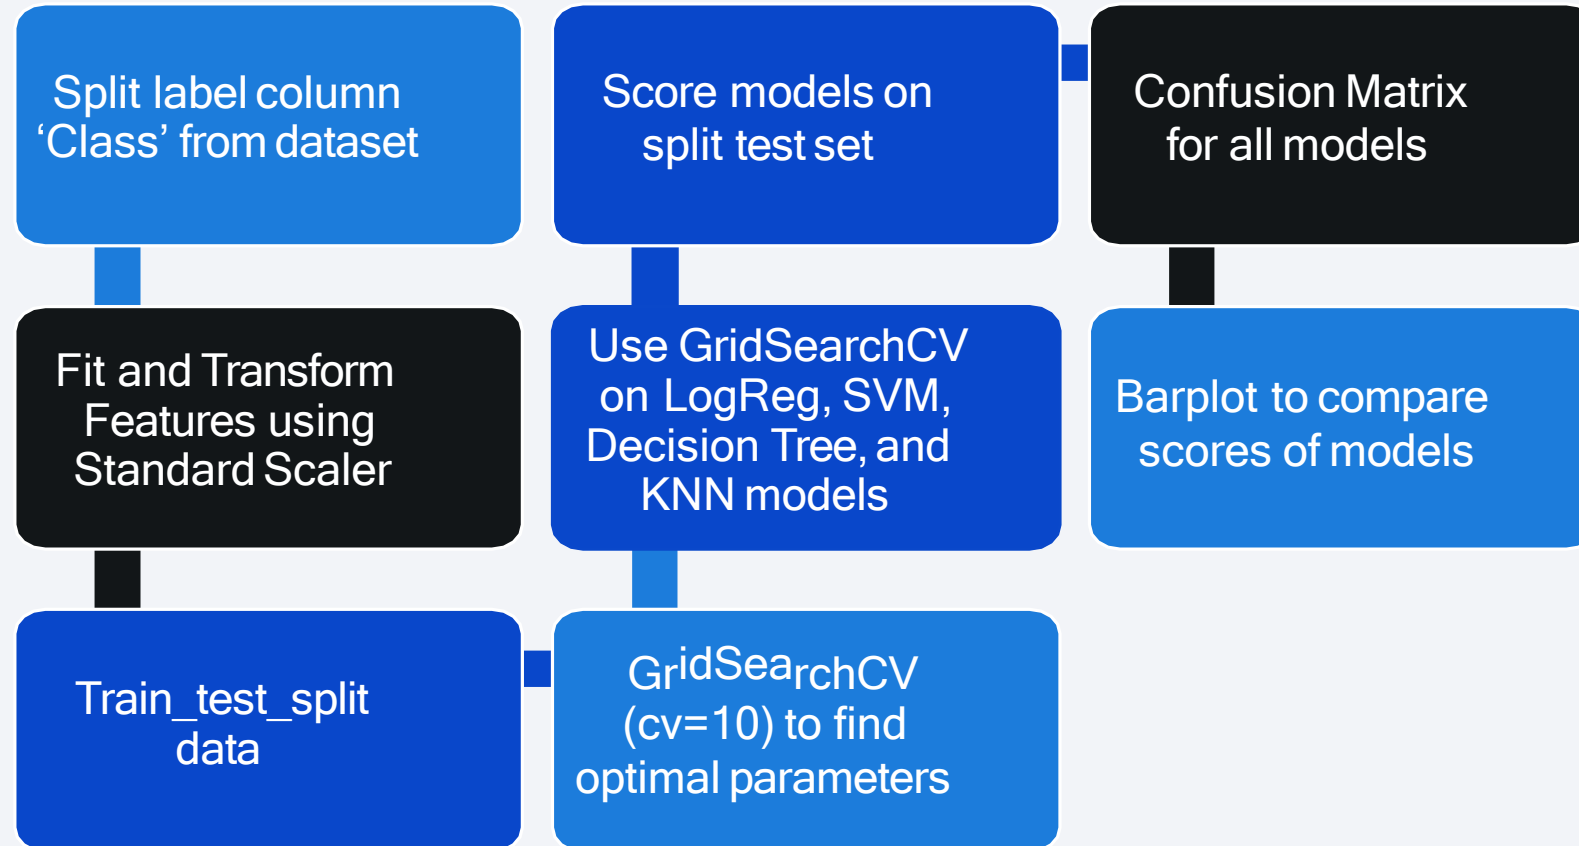 Split label column
‘Class’ from dataset
Fit and Transform
Features using
Standard Scaler
Train_test_split
data
GridSearchCV
(cv=10) to find
optimal parameters
Use GridSearchCV
on LogReg, SVM,
Decision Tree, and
KNN models
Score models on
split test set
Confusion Matrix
for all models
Barplot to compare
scores of models